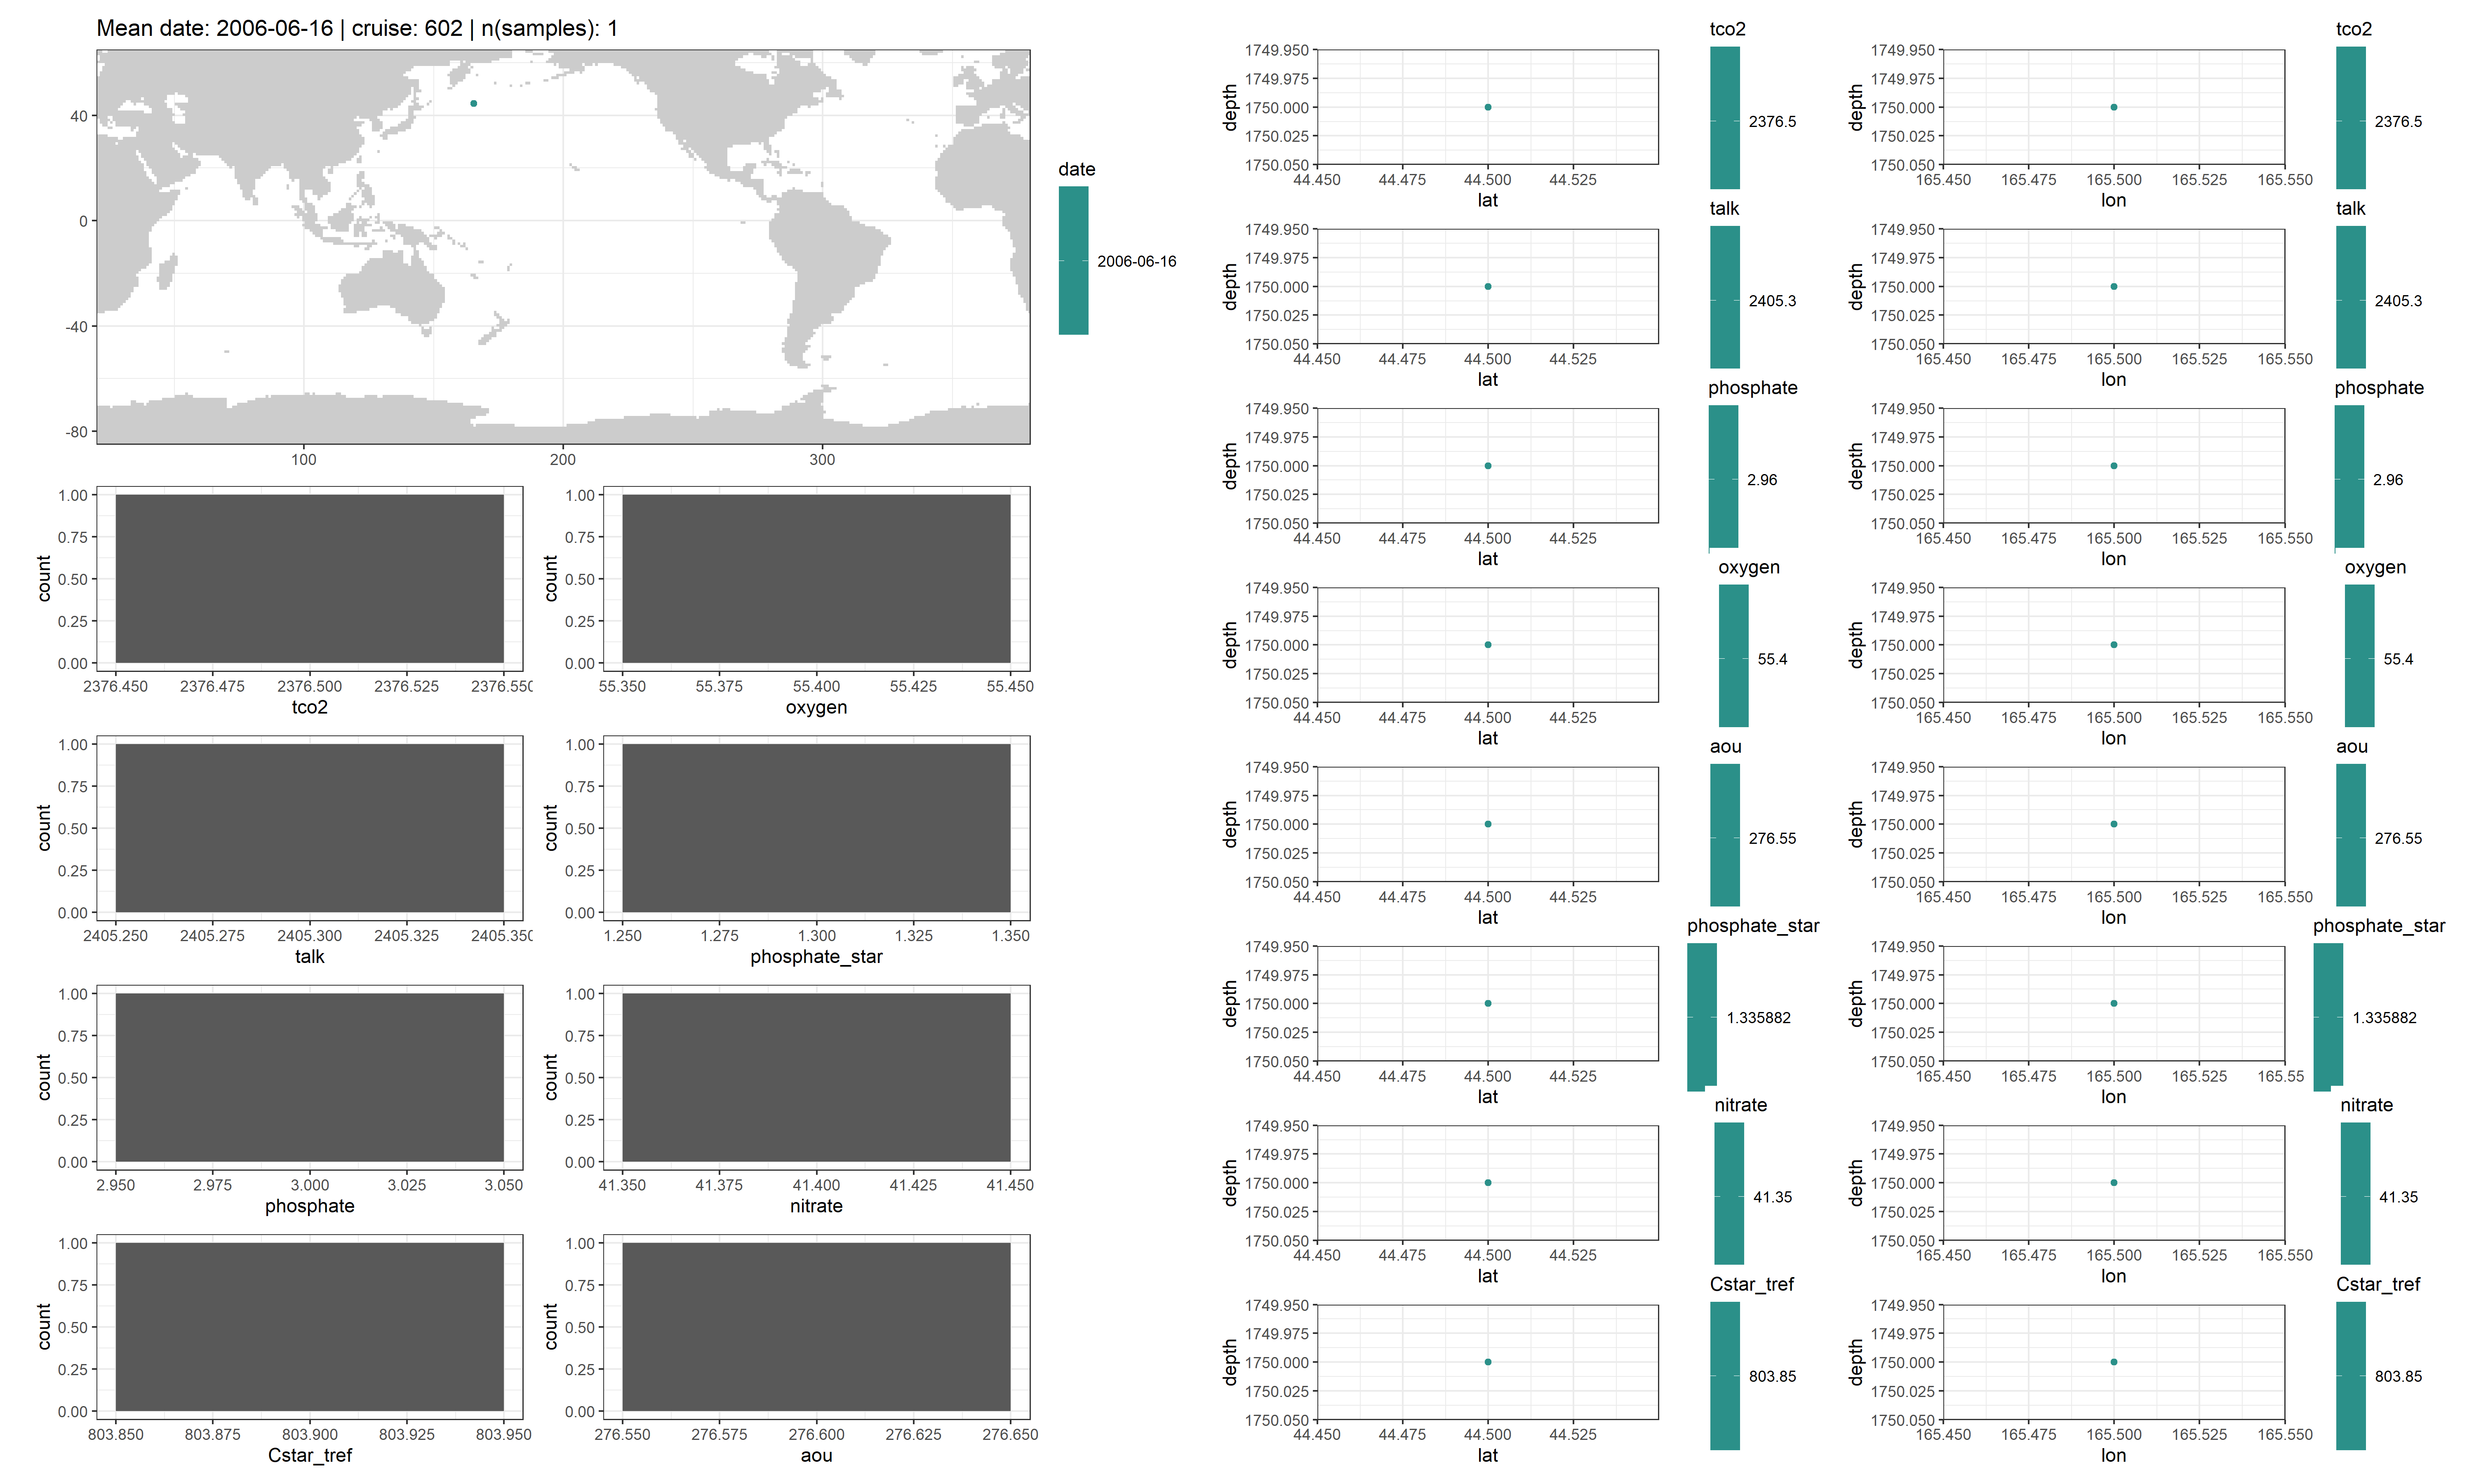 Mean date: 2006-06-16 | cruise: 602 | n(samples): 1
40
0
-40
-80
100 200 300
date
2006-06-16
1.00
0.75
0.50
0.25
0.00
count
2376.450 2376.475 2376.500 2376.525 2376.550
tco2
1.00
0.75
0.50
0.25
0.00
count
55.350 55.375 55.400 55.425 55.450
oxygen
1.00
0.75
0.50
0.25
0.00
count
2405.250 2405.275 2405.300 2405.325 2405.350
talk
1.00
0.75
0.50
0.25
0.00
count
1.250 1.275 1.300 1.325 1.350
phosphate_star
1.00
0.75
0.50
0.25
0.00
count
2.950 2.975 3.000 3.025 3.050
phosphate
1.00
0.75
0.50
0.25
0.00
count
41.350 41.375 41.400 41.425 41.450
nitrate
1.00
0.75
0.50
0.25
0.00
count
803.850 803.875 803.900 803.925 803.950
Cstar_tref
1.00
0.75
0.50
0.25
0.00
count
276.550 276.575 276.600 276.625 276.650
aou
1749.950
1749.975
1750.000
1750.025
1750.050
depth
44.450 44.475 44.500 44.525
lat
tco2
2376.5
1749.950
1749.975
1750.000
1750.025
1750.050
depth
165.450 165.475 165.500 165.525 165.550
lon
tco2
2376.5
1749.950
1749.975
1750.000
1750.025
1750.050
depth
44.450 44.475 44.500 44.525
lat
talk
2405.3
1749.950
1749.975
1750.000
1750.025
1750.050
depth
165.450 165.475 165.500 165.525 165.550
lon
talk
2405.3
1749.950
1749.975
1750.000
1750.025
1750.050
depth
44.450 44.475 44.500 44.525
lat
phosphate
2.96
1749.950
1749.975
1750.000
1750.025
1750.050
depth
165.450 165.475 165.500 165.525 165.550
lon
phosphate
2.96
1749.950
1749.975
1750.000
1750.025
1750.050
depth
44.450 44.475 44.500 44.525
lat
oxygen
55.4
1749.950
1749.975
1750.000
1750.025
1750.050
depth
165.450 165.475 165.500 165.525 165.550
lon
oxygen
55.4
1749.950
1749.975
1750.000
1750.025
1750.050
depth
44.450 44.475 44.500 44.525
lat
aou
276.55
1749.950
1749.975
1750.000
1750.025
1750.050
depth
165.450 165.475 165.500 165.525 165.550
lon
aou
276.55
1749.950
1749.975
1750.000
1750.025
1750.050
depth
44.450 44.475 44.500 44.525
lat
phosphate_star
1.335882
1749.950
1749.975
1750.000
1750.025
1750.050
depth
165.450 165.475 165.500 165.525 165.55
lon
phosphate_star
1.335882
1749.950
1749.975
1750.000
1750.025
1750.050
depth
44.450 44.475 44.500 44.525
lat
nitrate
41.35
1749.950
1749.975
1750.000
1750.025
1750.050
depth
165.450 165.475 165.500 165.525 165.550
lon
nitrate
41.35
1749.950
1749.975
1750.000
1750.025
1750.050
depth
44.450 44.475 44.500 44.525
lat
Cstar_tref
803.85
1749.950
1749.975
1750.000
1750.025
1750.050
depth
165.450 165.475 165.500 165.525 165.550
lon
Cstar_tref
803.85